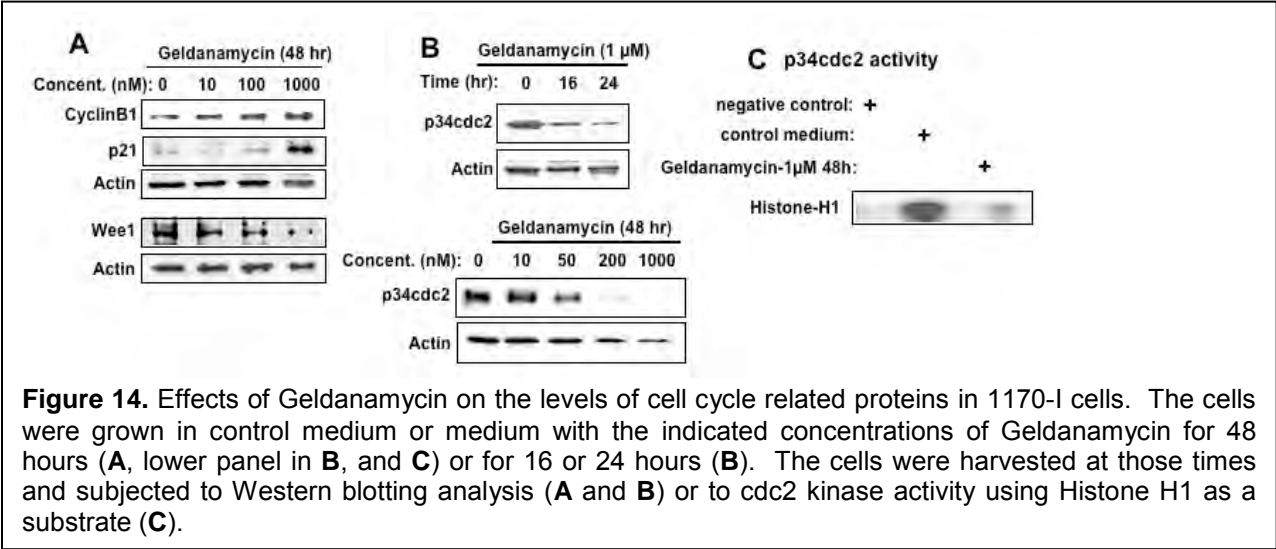 A
Geldanamycin (48 hr)
Concent. (nM): 0 10 100 1000
CyclinB1
p21
Actin
Wee1
Actin
B
Geldanamycin (1 µM)
Time (hr): 0 16 24
p34cdc2
Actin
Geldanamycin (48 hr)
Concent. (nM): 0 10 50 200 1000
p34cdc2
Actin
C p34cdc2 activity
negative control: +
control medium: +
Geldanamycin-1µM 48h: +
Histone-H1
Figure 14. Effects of Geldanamycin on the levels of cell cycle related proteins in 1170-I cells. The cells
were grown in control medium or medium with the indicated concentrations of Geldanamycin for 48
hours (A, lower panel in B, and C) or for 16 or 24 hours (B). The cells were harvested at those times
and subjected to Western blotting analysis (A and B) or to cdc2 kinase activity using Histone H1 as a
substrate (C).